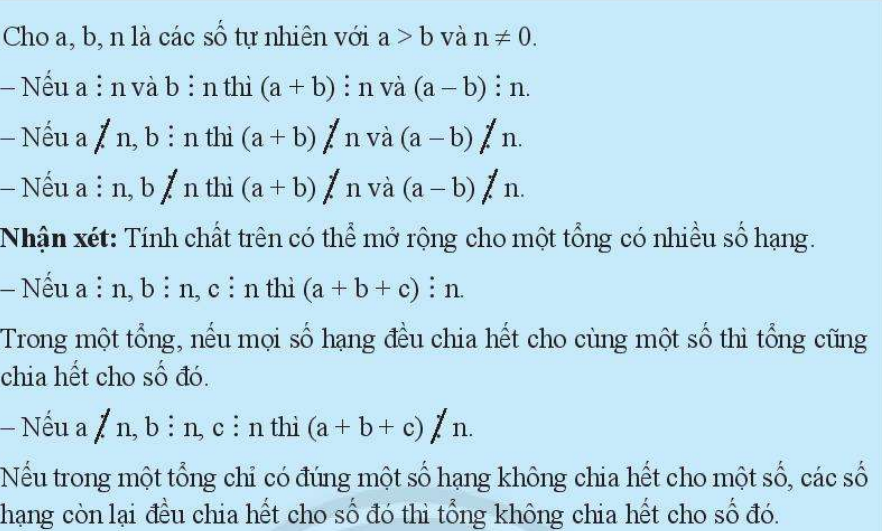 Cho a, b, n là các số tự nhiên với a > b và n ≠ 0.
– Nếu a ⋮ n và b ⋮ n thì (a + b) ⋮ n và (a – b) ⋮ n.
– Nếu a ⋮̸ n, b ⋮ n thì (a + b) ⋮̸ n và (a – b) ⋮̸ n.
– Nếu a ⋮ n, b ⋮̸ n thì (a + b) ⋮̸ n và (a – b) ⋮̸ n.
Nhận xét: Tính chất trên có thể mở rộng cho một tổng có nhiều số hạng.
– Nếu a ⋮ n, b ⋮ n, c ⋮ n thì (a + b + c) ⋮ n.
Trong một tổng, nếu mọi số hạng đều chia hết cho cùng một số thì tổng cũng
chia hết cho số đó.
– Nếu a ⋮̸ n, b ⋮ n, c ⋮ n thì (a + b + c) ⋮̸ n.
Nếu trong một tổng chỉ có đúng một số hạng không chia hết cho một số, các số
hạng còn lại đều chia hết cho số đó thì tổng không chia hết cho số đó.